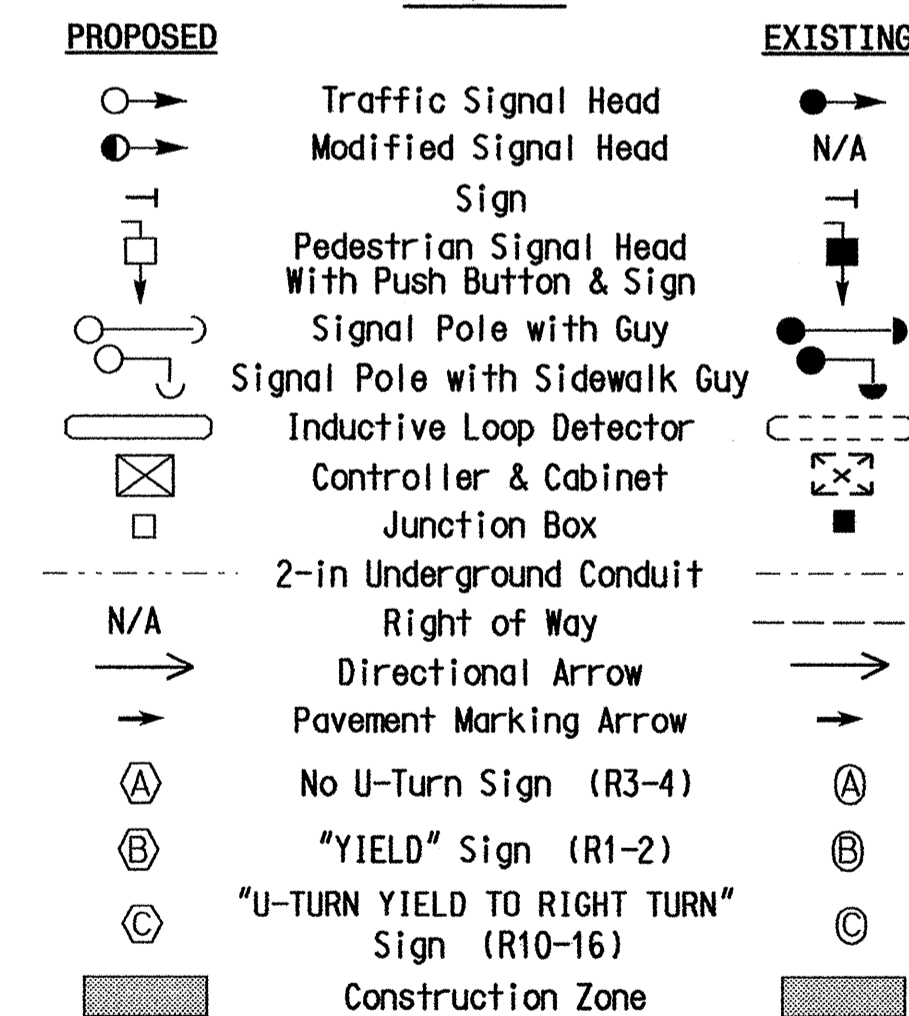 PROPOSED EXISTING
Traffic Signal Head
Modified Signal Head N/A
Sign
Pedestrian Signal Head
With Push Button & Sign
Signal Pole with Guy
Signal Pole with Sidewalk Guy
Inductive Loop Detector
Controller & Cabinet
Junction Box
2-in Underground Conduit
N/A Right of Way
Directional Arrow
Pavement Marking Arrow
A No U-Turn Sign (R3-4) A
B "YIELD" Sign (R1-2) B
C "U-TURN YIELD TO RIGHT TURN" C
Sign (R10-16)
Construction Zone